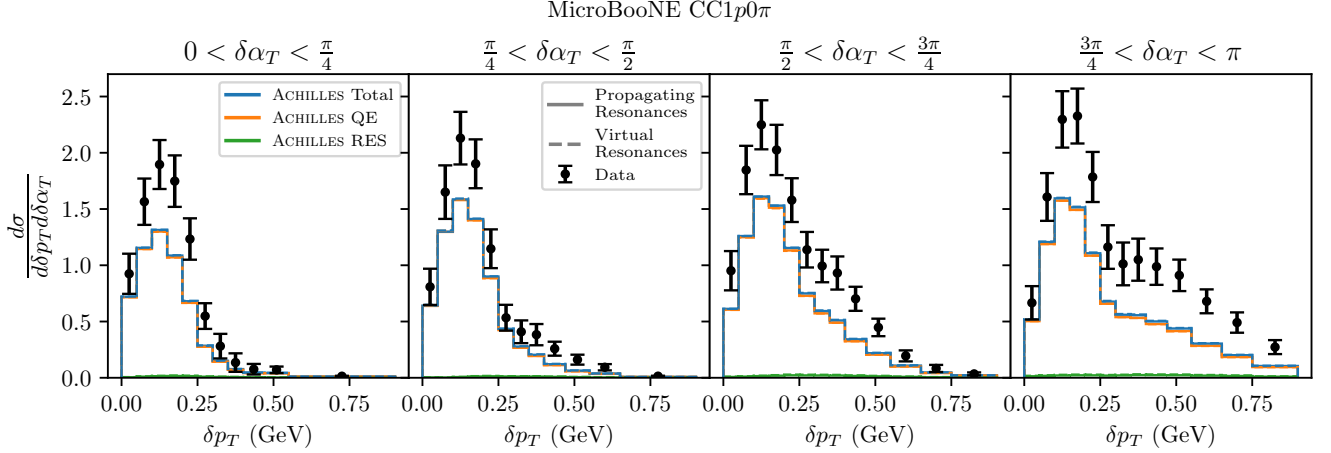 MicroBooNE CC1p0π
0 < δα_T < π/4
π/4 < δα_T < π/2
π/2 < δα_T < 3π/4
3π/4 < δα_T < π
dσ/dδp_Tdδα_T
2.5
2.0
1.5
1.0
0.5
0.0
ACHILLES Total
ACHILLES QE
ACHILLES RES
Propagating
Resonances
Virtual
Resonances
Data
0.00 0.25 0.50 0.75
0.00 0.25 0.50 0.75
0.00 0.25 0.50 0.75
0.00 0.25 0.50 0.75
δp_T (GeV)
δp_T (GeV)
δp_T (GeV)
δp_T (GeV)